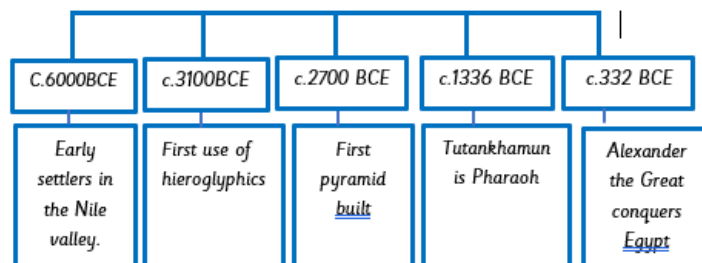 C.6000BCE
c.3100BCE
c.2700 BCE
c.1336 BCE
c.332 BCE
Early
settlers in
the Nile
valley.
First use of
hieroglyphics
First
pyramid
built
Tutankhamun
is Pharaoh
Alexander
the Great
conquers
Egypt